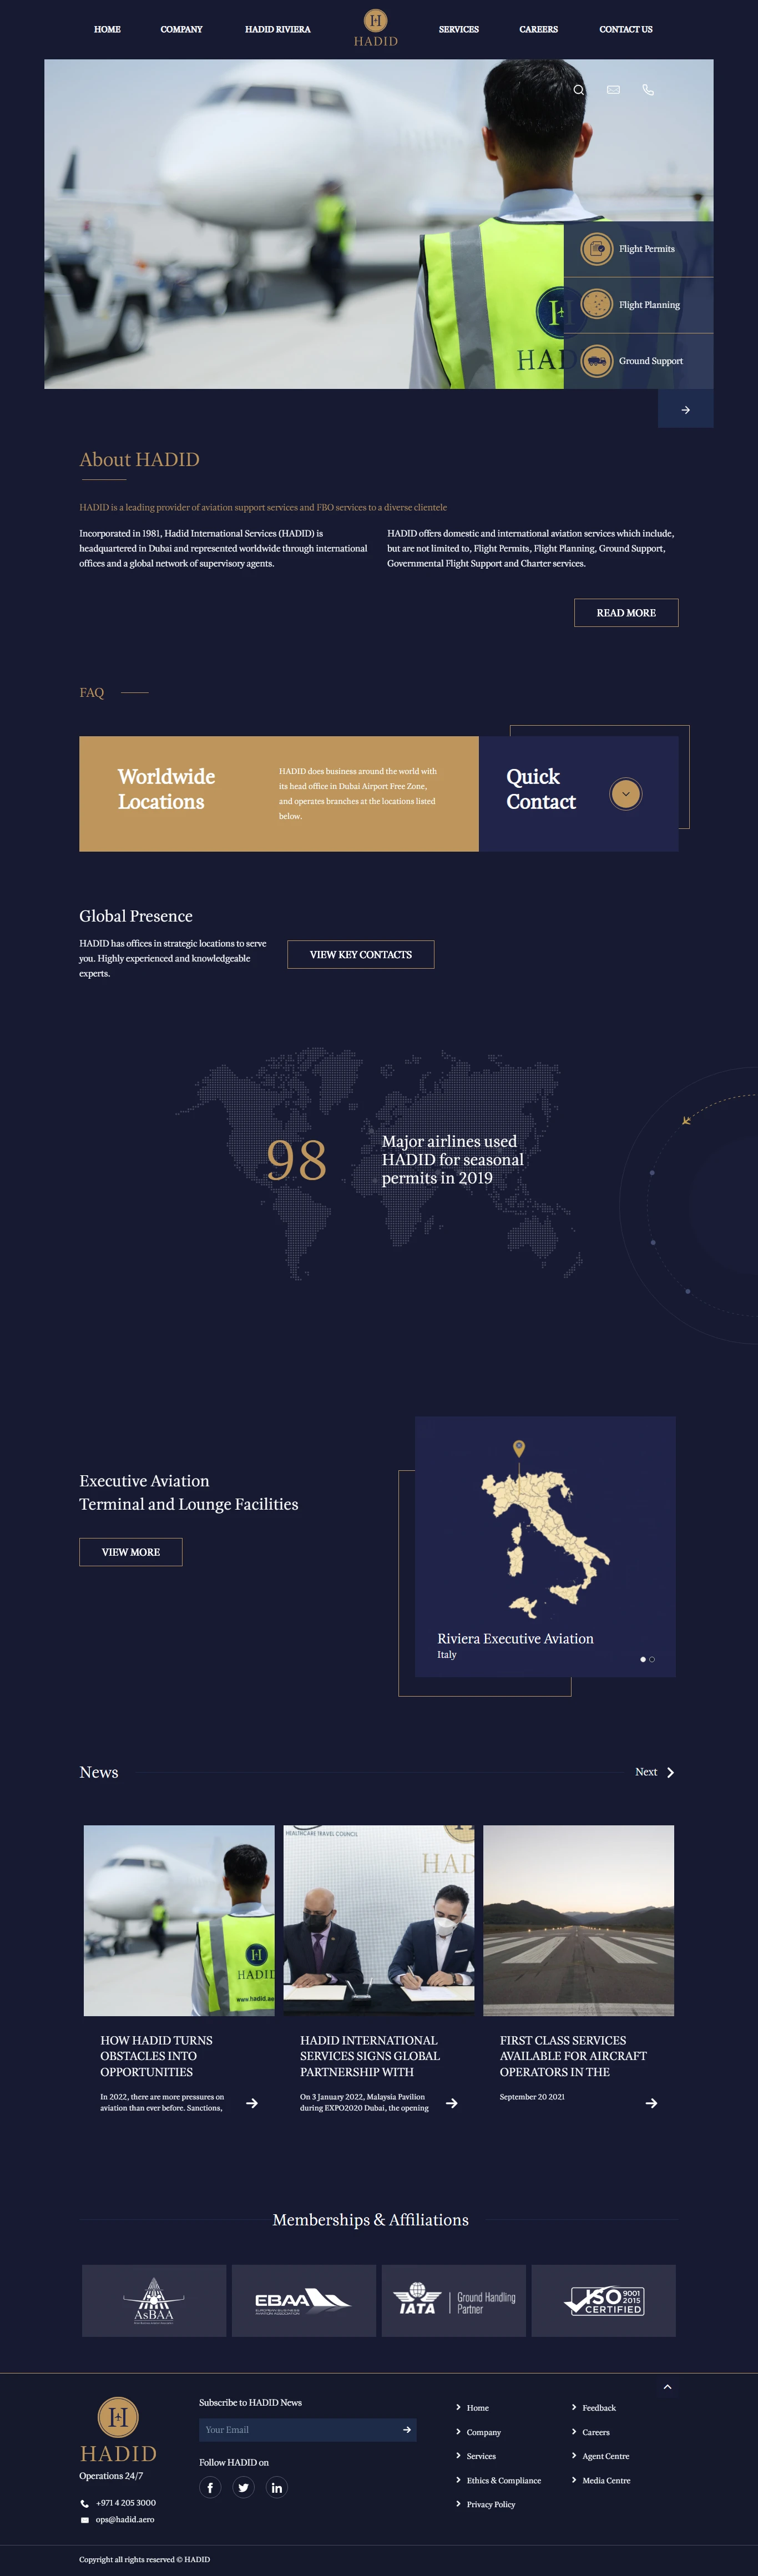 HOME
COMPANY
HADID RIVIERA
HADID
SERVICES
CAREERS
CONTACT US
Flight Permits
Flight Planning
Ground Support
HAD
About HADID
HADID is a leading provider of aviation support services and FBO services to a diverse clientele
Incorporated in 1981, Hadid International Services (HADID) is
headquartered in Dubai and represented worldwide through international
offices and a global network of supervisory agents.
HADID offers domestic and international aviation services which include,
but are not limited to, Flight Permits, Flight Planning, Ground Support,
Governmental Flight Support and Charter services.
READ MORE
FAQ
Worldwide
Locations
HADID does business around the world with
its head office in Dubai Airport Free Zone,
and operates branches at the locations listed
below.
Quick
Contact
Global Presence
HADID has offices in strategic locations to serve
you. Highly experienced and knowledgeable
experts.
VIEW KEY CONTACTS
98
Major airlines used
HADID for seasonal
permits in 2019
Executive Aviation
Terminal and Lounge Facilities
VIEW MORE
Riviera Executive Aviation
Italy
News
Next
HADID
www.hadid.ae
HEALTHCARE TRAVEL COUNCIL
HAD
HOW HADID TURNS
OBSTACLES INTO
OPPORTUNITIES
In 2022, there are more pressures on
aviation than ever before. Sanctions,
HADID INTERNATIONAL
SERVICES SIGNS GLOBAL
PARTNERSHIP WITH
On 3 January 2022, Malaysia Pavilion
during EXPO2020 Dubai, the opening
FIRST CLASS SERVICES
AVAILABLE FOR AIRCRAFT
OPERATORS IN THE
September 20 2021
Memberships & Affiliations
AsBAA
EBAA
EUROPEAN BUSINESS AVIATION ASSOCIATION
IATA
Ground Handling
Partner
ISO 9001 2015
CERTIFIED
H
HADID
Operations 24/7
+971 4 205 3000
ops@hadid.aero
Subscribe to HADID News
Your Email
Follow HADID on
Home
Company
Services
Ethics & Compliance
Privacy Policy
Feedback
Careers
Agent Centre
Media Centre
Copyright all rights reserved © HADID